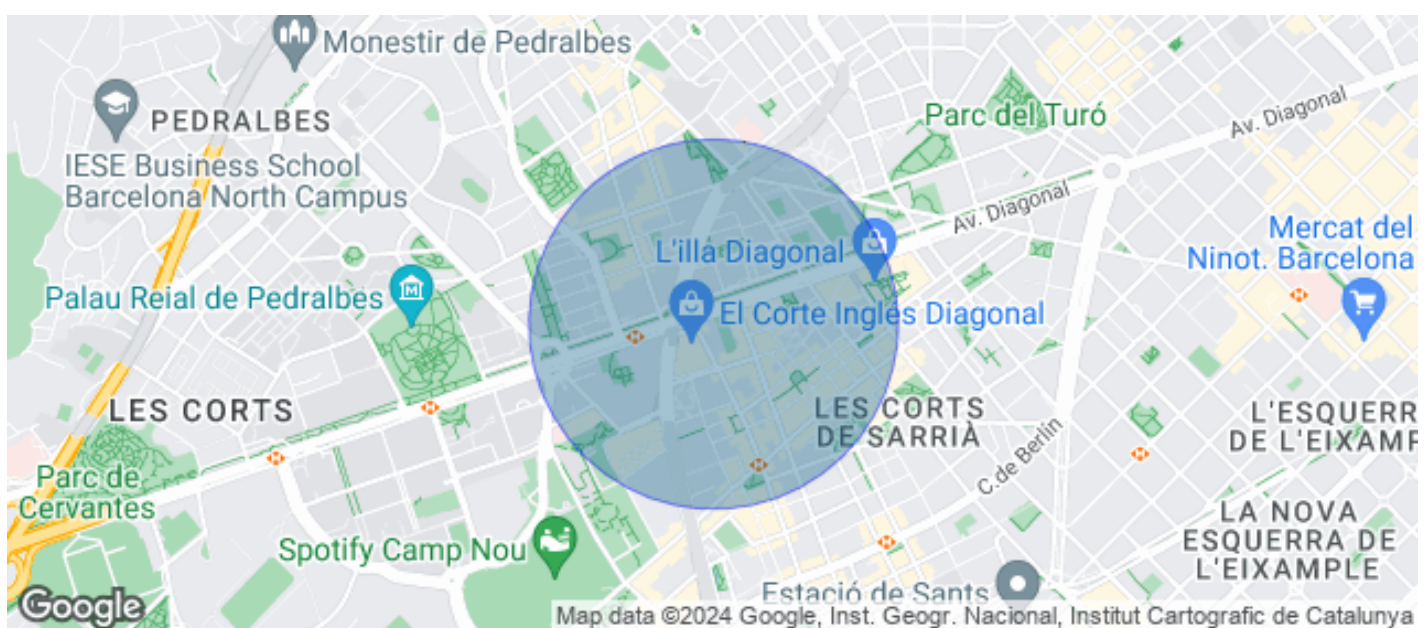 Monestir de Pedralbes
PEDRALBES
IESE Business School
Barcelona North Campus
Parc del Turó
Av. Diagonal
Av. Diagonal
Mercat del
Ninot. Barcelona
L'illa Diagonal
Palau Reial de Pedralbes
El Corte Inglés Diagonal
LES CORTS
LES CORTS
DE SARRIÀ
L'ESQUERR
DE L'EIXAMP
C.de Berlín
Parc de
Cervantes
LA NOVA
ESQUERRA DE
L'EIXAMPLE
Spotify Camp Nou
Estació de Sants
Google
Map data ©2024 Google, Inst. Geogr. Nacional, Institut Cartografic de Catalunya